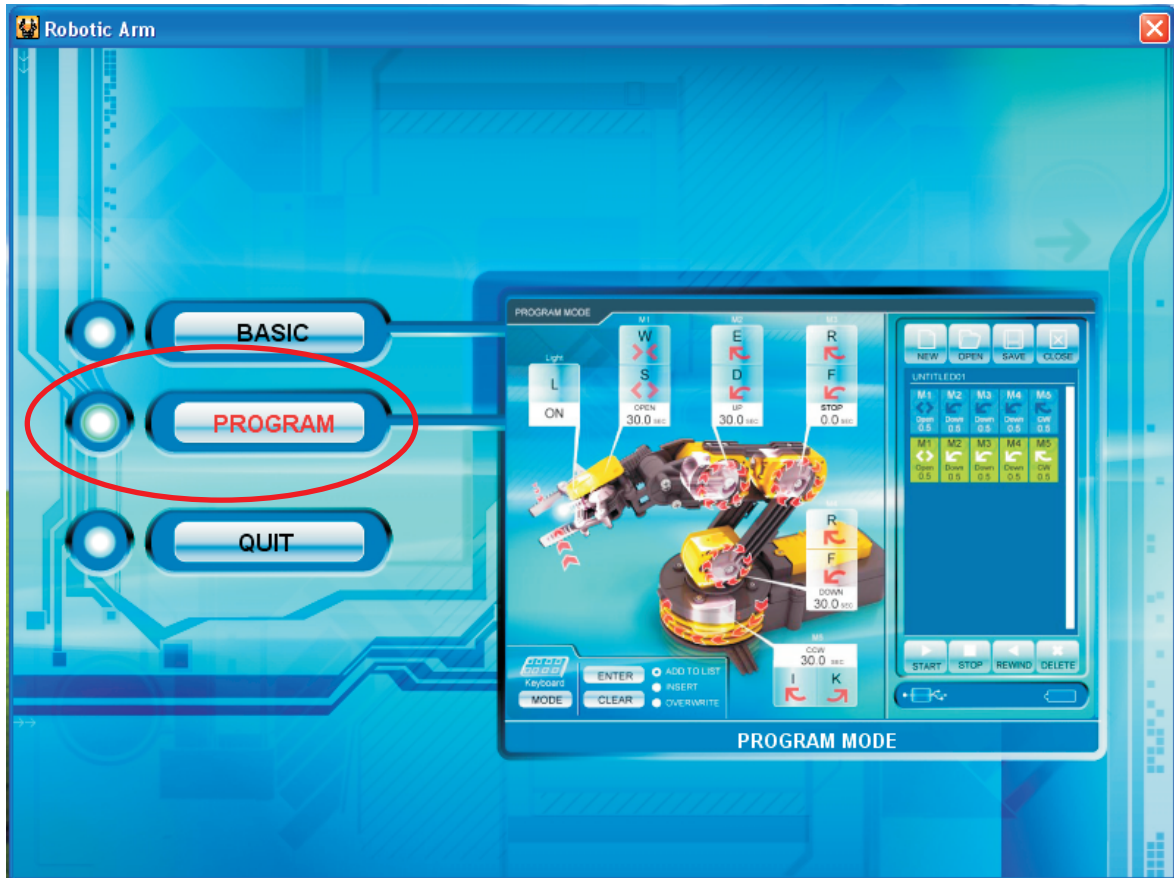 Robotic Arm
BASIC
PROGRAM
QUIT
PROGRAM MODE
Light
L
ON
M1
W
S
OPEN
30.0 SEC
M2
E
D
UP
30.0 SEC
M3
R
F
STOP
0.0 SEC
R
F
DOWN
30.0 SEC
M5
CCW
30.0 SEC
I K
Keyboard
MODE
ENTER
CLEAR
ADD TO LIST
INSERT
OVERWRITE
NEW OPEN SAVE CLOSE
UNTITLED01
M1 M2 M3 M4 M5
Open Down Down Down CW
0.5 0.5 0.5 0.5 0.5
M1 M2 M3 M4 M5
Open Down Down Down CW
0.5 0.5 0.5 0.5 0.5
START STOP REWIND DELETE
PROGRAM MODE